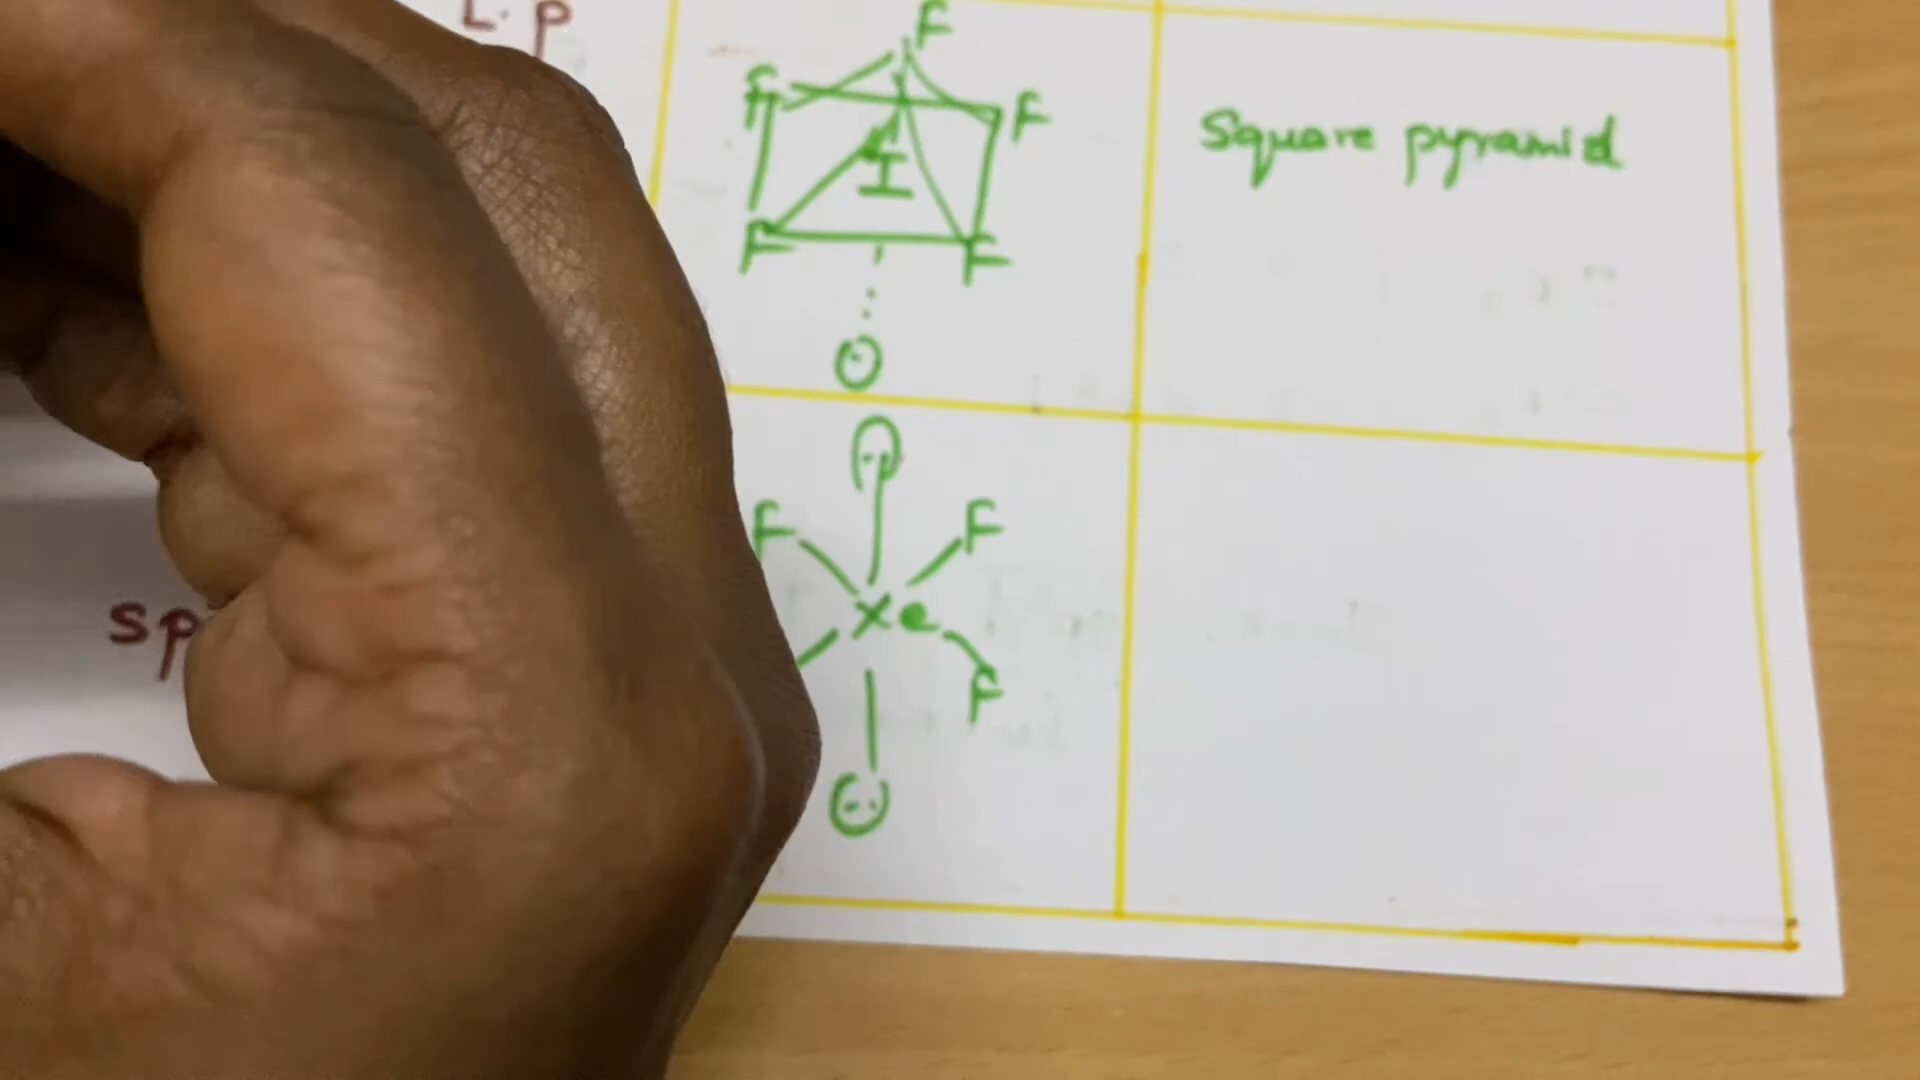 L.p
F
F F
I
F F
Square pyramid
F F
Xe
F
sp